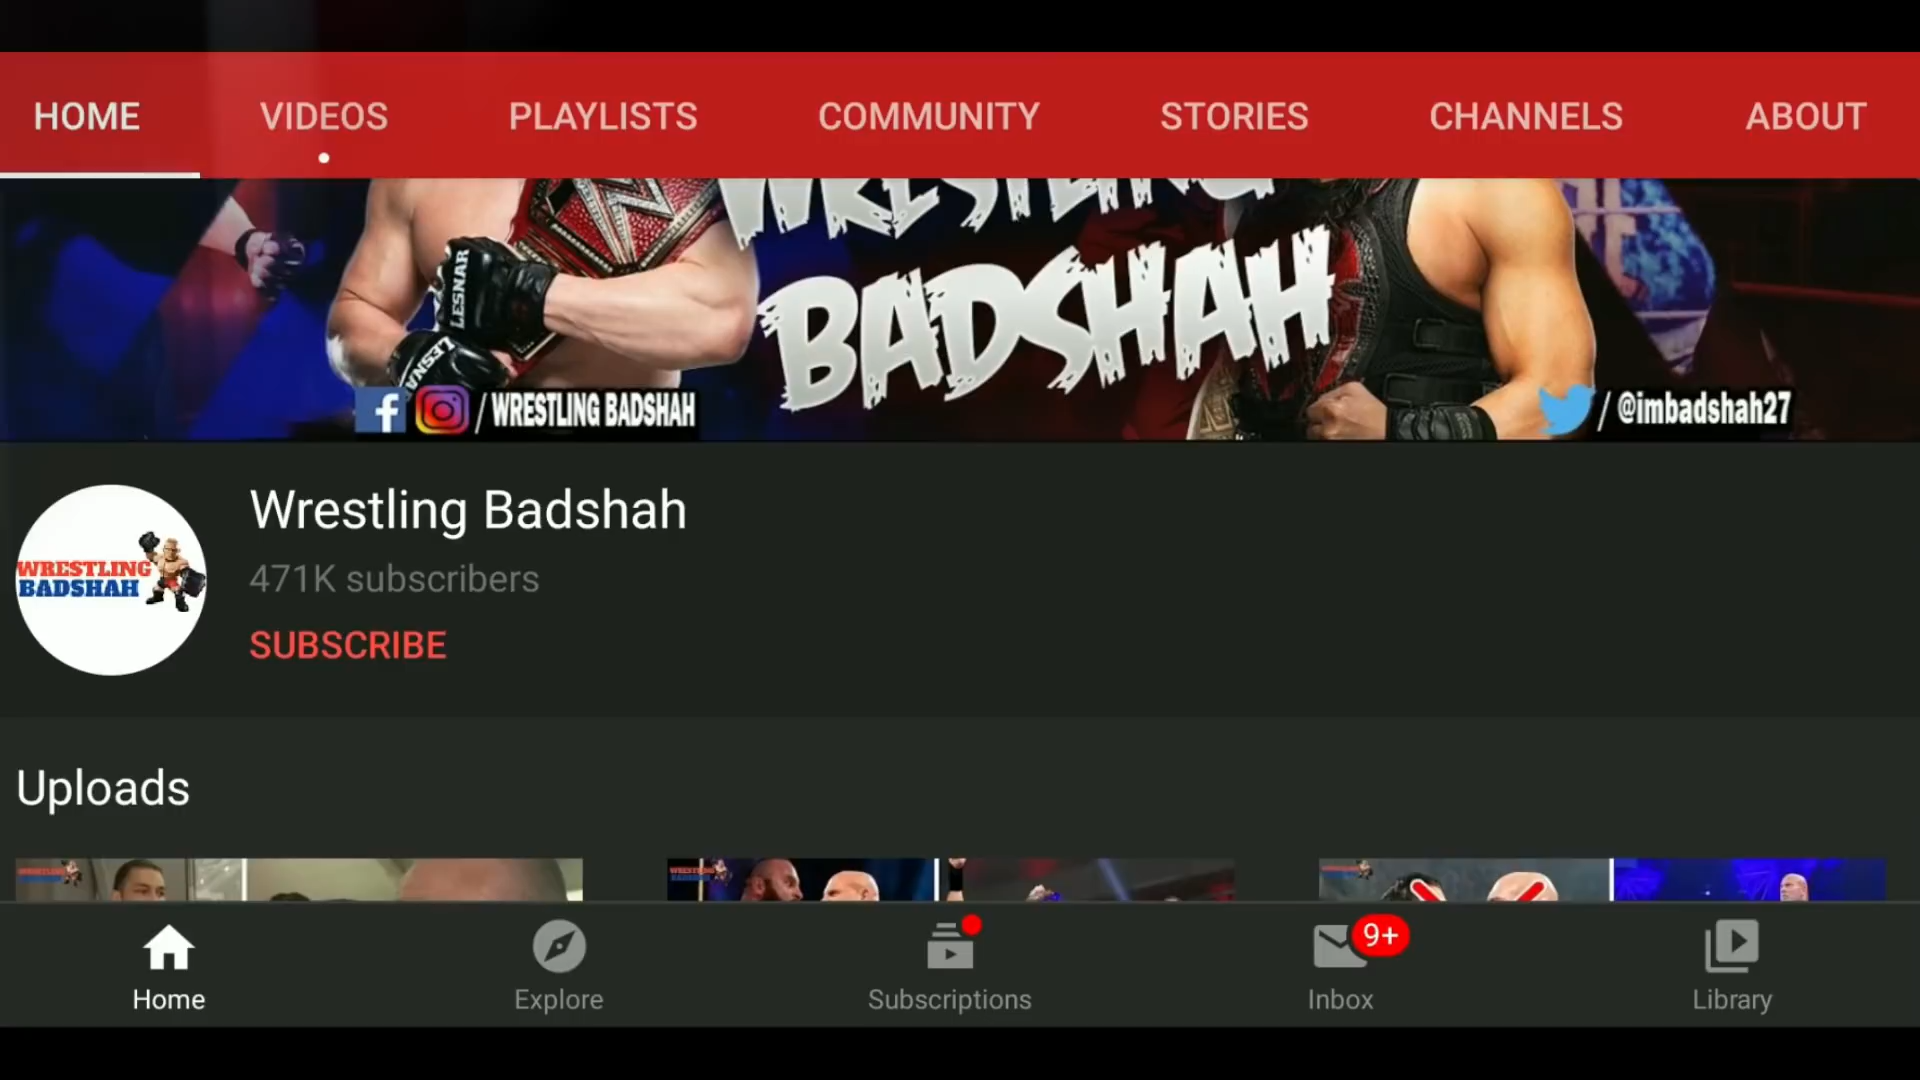 HOME VIDEOS PLAYLISTS COMMUNITY STORIES CHANNELS ABOUT
WRESTLING
BADSHAH
LESNAR
/ WRESTLING BADSHAH
/ @imbadshah27
WRESTLING
BADSHAH
Wrestling Badshah
471K subscribers
SUBSCRIBE
Uploads
9+
Home Explore Subscriptions Inbox Library